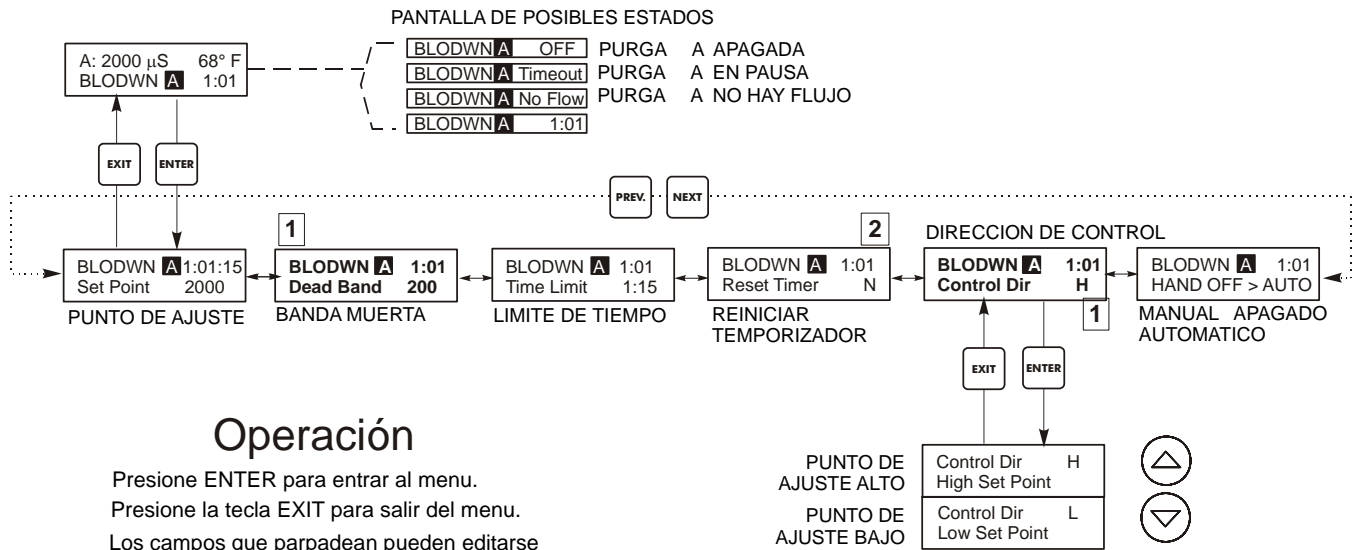 PANTALLA DE POSIBLES ESTADOS
A: 2000 µS 68° F
BLODWN A 1:01
BLODWN A OFF PURGA A APAGADA
BLODWN A Timeout PURGA A EN PAUSA
BLODWN A No Flow PURGA A NO HAY FLUJO
BLODWN A 1:01
EXIT ENTER
PREV. NEXT
BLODWN A 1:01:15
Set Point 2000
PUNTO DE AJUSTE
1
BLODWN A 1:01
Dead Band 200
BANDA MUERTA
BLODWN A 1:01
Time Limit 1:15
LIMITE DE TIEMPO
2
BLODWN A 1:01
Reset Timer N
REINICIAR
TEMPORIZADOR
DIRECCION DE CONTROL
BLODWN A 1:01
Control Dir H
1
BLODWN A 1:01
HAND OFF > AUTO
MANUAL APAGADO
AUTOMATICO
EXIT ENTER
PUNTO DE
AJUSTE ALTO
Control Dir H
High Set Point
PUNTO DE
AJUSTE BAJO
Control Dir L
Low Set Point
Operación
Presione ENTER para entrar al menu.
Presione la tecla EXIT para salir del menu.
Los campos que parpadean pueden editarse